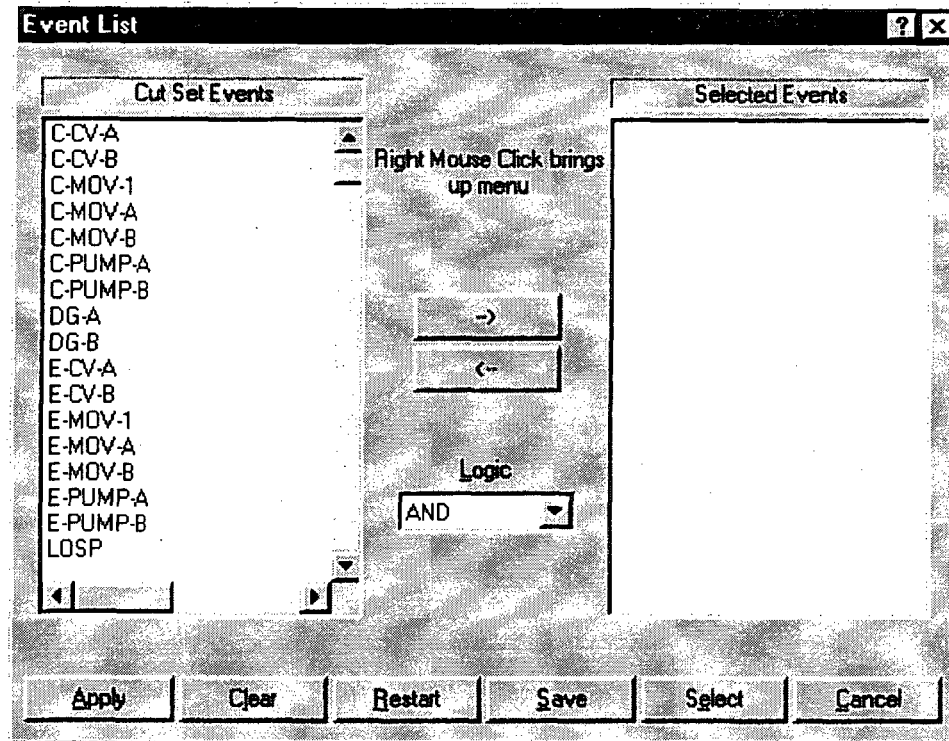 Event List
? X
Cut Set Events
C-CV-A
C-CV-B
C-MOV-1
C-MOV-A
C-MOV-B
C-PUMP-A
C-PUMP-B
DG-A
DG-B
E-CV-A
E-CV-B
E-MOV-1
E-MOV-A
E-MOV-B
E-PUMP-A
E-PUMP-B
LOSP
Right Mouse Click brings
up menu
-->
<--
Logic
AND
Selected Events
Apply Clear Restart Save Select Cancel